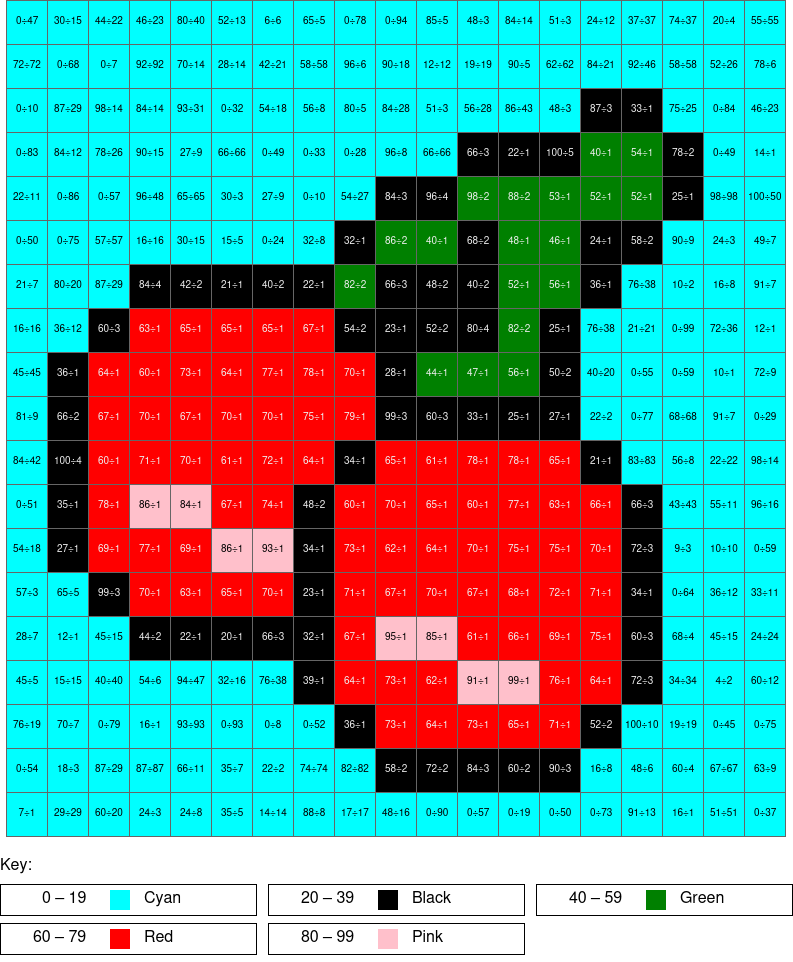 0÷47 30÷15 44÷22 46÷23 80÷40 52÷13 6÷6 65÷5 0÷78 0÷94 85÷5 48÷3 84÷14 51÷3 24÷12 37÷37 74÷37 20÷4 55÷55
72÷72 0÷68 0÷7 92÷92 70÷14 28÷14 42÷21 58÷58 96÷6 90÷18 12÷12 19÷19 90÷5 62÷62 84÷21 92÷46 58÷58 52÷26 78÷6
0÷10 87÷29 98÷14 84÷14 93÷31 0÷32 54÷18 56÷8 80÷5 84÷28 51÷3 56÷28 86÷43 48÷3 87÷3 33÷1 75÷25 0÷84 46÷23
0÷83 84÷12 78÷26 90÷15 27÷9 66÷66 0÷49 0÷33 0÷28 96÷8 66÷66 66÷3 22÷1 100÷5 40÷1 54÷1 78÷2 0÷49 14÷1
22÷11 0÷86 0÷57 96÷48 65÷65 30÷3 27÷9 0÷10 54÷27 84÷3 96÷4 98÷2 88÷2 53÷1 52÷1 52÷1 25÷1 98÷98 100÷50
0÷50 0÷75 57÷57 16÷16 30÷15 15÷5 0÷24 32÷8 32÷1 86÷2 40÷1 68÷2 48÷1 46÷1 24÷1 58÷2 90÷9 24÷3 49÷7
21÷7 80÷20 87÷29 84÷4 42÷2 21÷1 40÷2 22÷1 82÷2 66÷3 48÷2 40÷2 52÷1 56÷1 36÷1 76÷38 10÷2 16÷8 91÷7
16÷16 36÷12 60÷3 63÷1 65÷1 65÷1 65÷1 67÷1 54÷2 23÷1 52÷2 80÷4 82÷2 25÷1 76÷38 21÷21 0÷99 72÷36 12÷1
45÷45 36÷1 64÷1 60÷1 73÷1 64÷1 77÷1 78÷1 70÷1 28÷1 44÷1 47÷1 56÷1 50÷2 40÷20 0÷55 0÷59 10÷1 72÷9
81÷9 66÷2 67÷1 70÷1 67÷1 70÷1 70÷1 75÷1 79÷1 99÷3 60÷3 33÷1 25÷1 27÷1 22÷2 0÷77 68÷68 91÷7 0÷29
84÷42 100÷4 60÷1 71÷1 70÷1 61÷1 72÷1 64÷1 34÷1 65÷1 61÷1 78÷1 78÷1 65÷1 21÷1 83÷83 56÷8 22÷22 98÷14
0÷51 35÷1 78÷1 86÷1 84÷1 67÷1 74÷1 48÷2 60÷1 70÷1 65÷1 60÷1 77÷1 63÷1 66÷1 66÷3 43÷43 55÷11 96÷16
54÷18 27÷1 69÷1 77÷1 69÷1 86÷1 93÷1 34÷1 73÷1 62÷1 64÷1 70÷1 75÷1 75÷1 70÷1 72÷3 9÷3 10÷10 0÷59
57÷3 65÷5 99÷3 70÷1 63÷1 65÷1 70÷1 23÷1 71÷1 67÷1 70÷1 67÷1 68÷1 72÷1 71÷1 34÷1 0÷64 36÷12 33÷11
28÷7 12÷1 45÷15 44÷2 22÷1 20÷1 66÷3 32÷1 67÷1 95÷1 85÷1 61÷1 66÷1 69÷1 75÷1 60÷3 68÷4 45÷15 24÷24
45÷5 15÷15 40÷40 54÷6 94÷47 32÷16 76÷38 39÷1 64÷1 73÷1 62÷1 91÷1 99÷1 76÷1 64÷1 72÷3 34÷34 4÷2 60÷12
76÷19 70÷7 0÷79 16÷1 93÷93 0÷93 0÷8 0÷52 36÷1 73÷1 64÷1 73÷1 65÷1 71÷1 52÷2 100÷10 19÷19 0÷45 0÷75
0÷54 18÷3 87÷29 87÷87 66÷11 35÷7 22÷2 74÷74 82÷82 58÷2 72÷2 84÷3 60÷2 90÷3 16÷8 48÷6 60÷4 67÷67 63÷9
7÷1 29÷29 60÷20 24÷3 24÷8 35÷5 14÷14 88÷8 17÷17 48÷16 0÷90 0÷57 0÷19 0÷50 0÷73 91÷13 16÷1 51÷51 0÷37
Key:
0 – 19 Cyan 20 – 39 Black 40 – 59 Green
60 – 79 Red 80 – 99 Pink